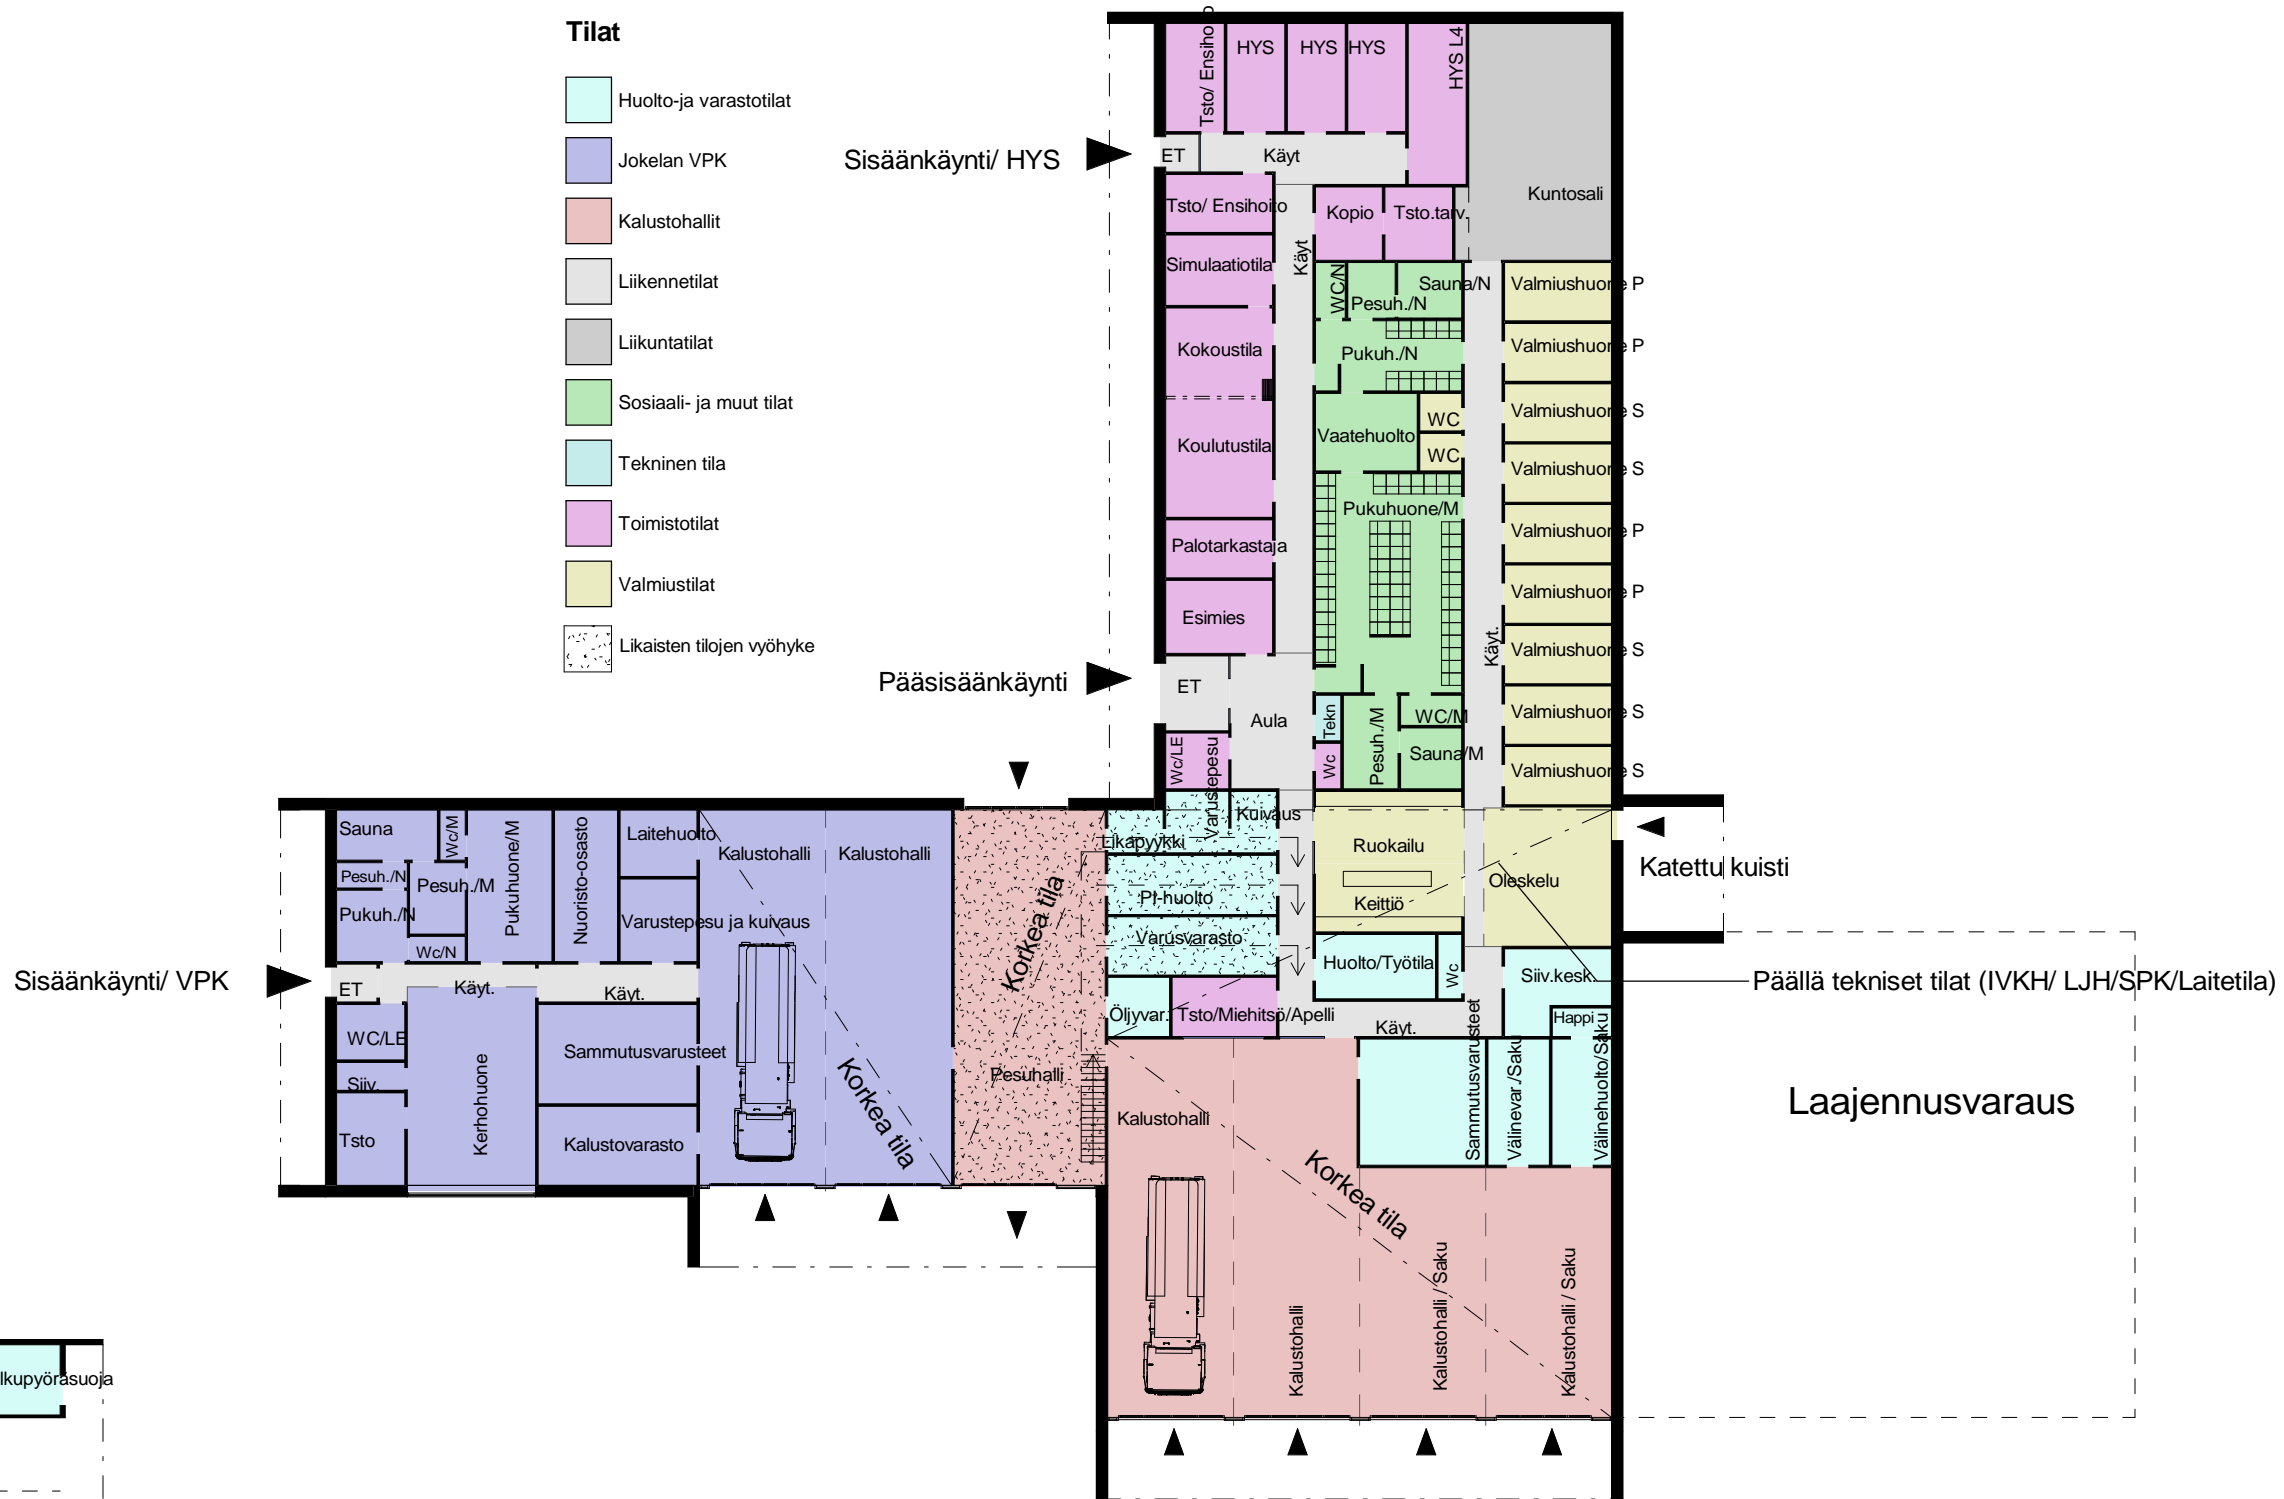 Tilat
Huolto-ja varastotilat
Jokelan VPK
Kalustohallit
Liikennetilat
Liikuntatilat
Sosiaali- ja muut tilat
Tekninen tila
Toimistotilat
Valmiustilat
Likaisten tilojen vyöhyke
Sisäänkäynti/ HYS
Pääsisäänkäynti
Sisäänkäynti/ VPK
Tsto/ Ensiho
HYS
HYS
HYS
HYS L4
ET
Käyt
Kuntosali
Tsto/ Ensihoito
Käyt
Kopio
Tsto.tarv.
Simulaatiotila
WC/N
Pesuh./N
Sauna/N
Valmiushuone P
Kokoustila
Pukuh./N
Valmiushuone P
Koulutustila
Vaatehuolto
WC
WC
Valmiushuone S
Valmiushuone S
Palotarkastaja
Pukuhuone/M
Valmiushuone P
Valmiushuone P
Esimies
Käyt.
Valmiushuone S
ET
Aula
Tekn
Pesuh./M
WC/M
Valmiushuone S
Wc/LE
Varustepesu
Wc
Sauna/M
Valmiushuone S
Sauna
Wc/M
Pukuhuone/M
Nuoristo-osasto
Laitehuolto
Kalustohalli
Kalustohalli
Likapyykki
Kuivaus
Ruokailu
Katettu kuisti
Pesuh./N
Pesuh./M
Pukuh./N
Varustepesu ja kuivaus
Korkea tila
Pl-huolto
Keittiö
Oleskelu
Wc/N
Varusvarasto
Huolto/Työtila
Wc
Siiv.kesk.
Päällä tekniset tilat (IVKH/ LJH/SPK/Laitetila)
ET
Käyt.
Käyt.
Öljyvar.
Tsto/Miehitsö/Apelli
Käyt.
Happi
WC/LE
Siiv.
Tsto
Kerhohuone
Sammutusvarusteet
Kalustovarasto
Korkea tila
Pesuhalli
Kalustohalli
Sammutusvarusteet
Välinevar./Saku
Välinehuolto/Saku
Laajennusvaraus
Korkea tila
Kalustohalli
Kalustohalli / Saku
Kalustohalli / Saku
lkupyöräsuoja